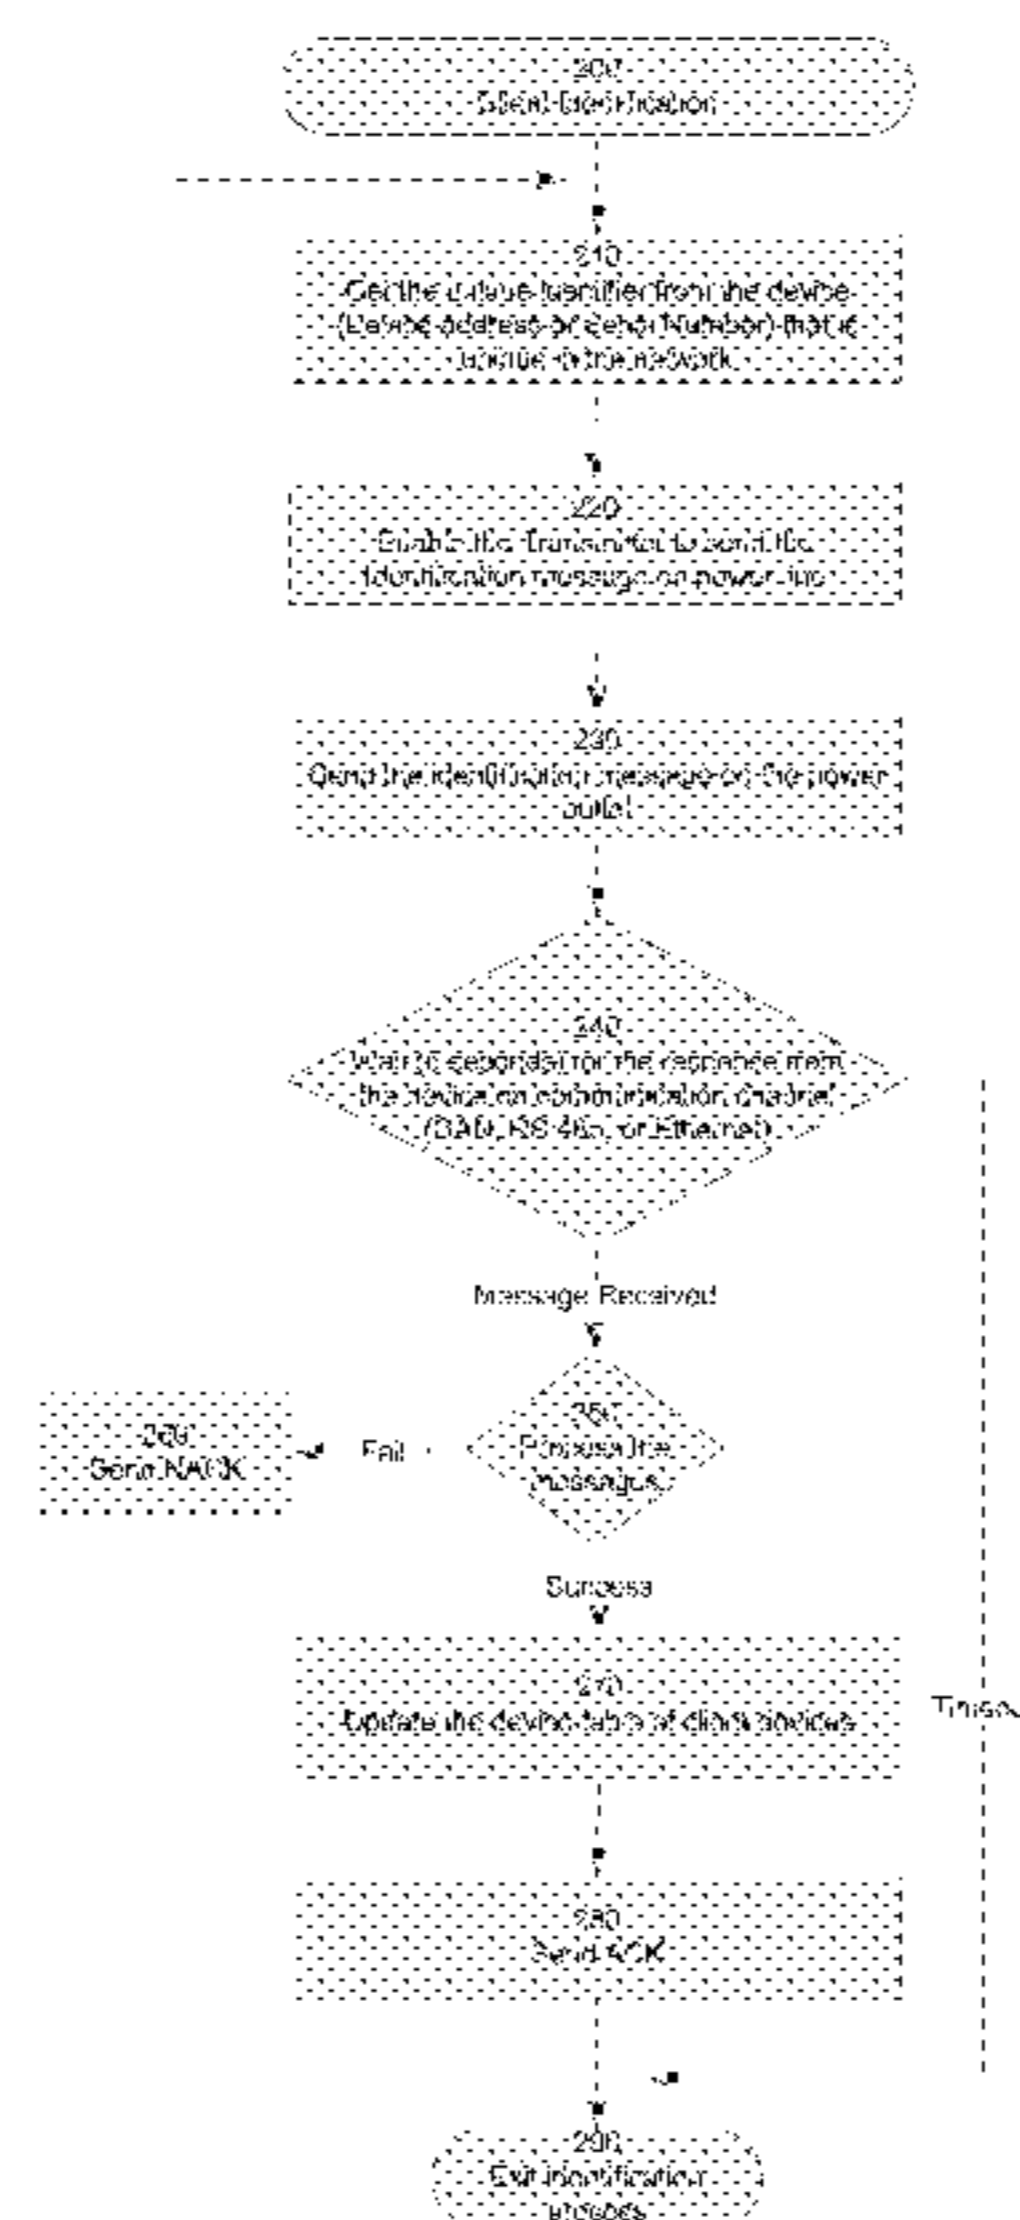 200
Start Identification
210
Get the unique identifier from the device
(Device address or Serial Number) that is
unique in the network
220
Enable the Transmitter to send the
identification message on power line
230
Send the identification message on the power
outlet
240
Wait (x seconds) for the response from
the device on communication channel
(CAN, RS 485, or Ethernet)
Message Received
250
Process the
messages
Fail
260
Send NACK
Success
270
Update the device table of client devices
280
Send ACK
290
Exit identification
process